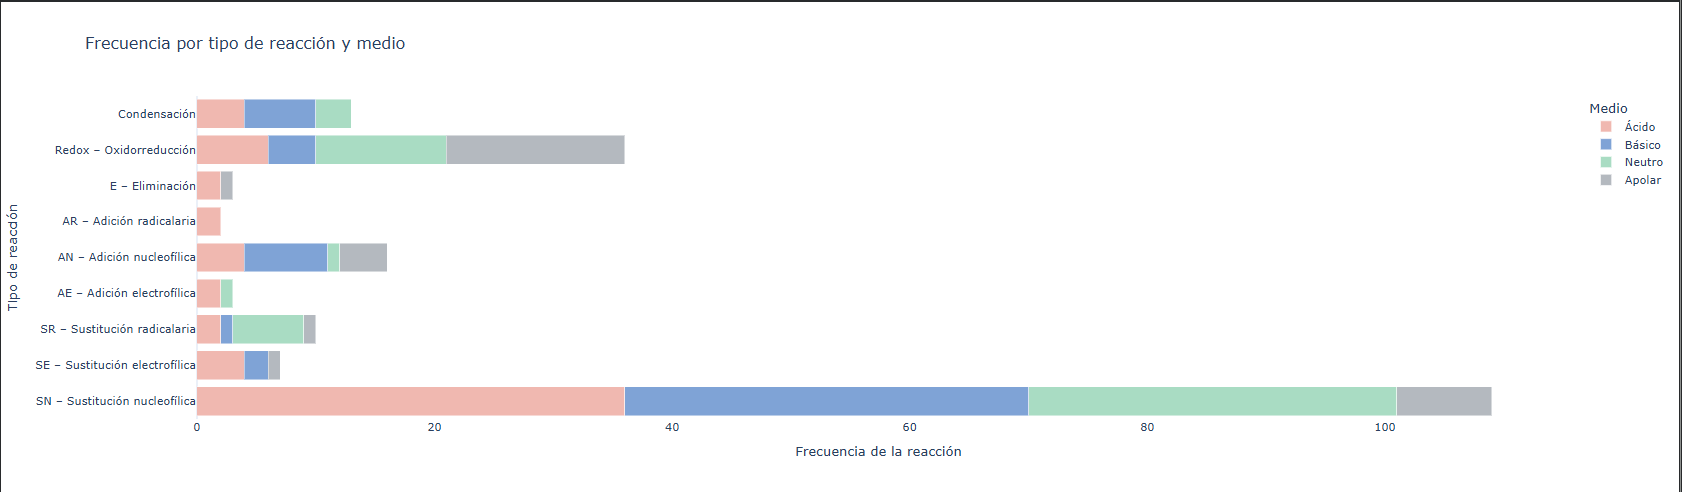 Frecuencia por tipo de reacción y medio
Medio
Ácido
Básico
Neutro
Apolar
Tipo de reacción
Condensación
Redox – Oxidorreducción
E – Eliminación
AR – Adición radicalaria
AN – Adición nucleofílica
AE – Adición electrofílica
SR – Sustitución radicalaria
SE – Sustitución electrofílica
SN – Sustitución nucleofílica
0 20 40 60 80 100
Frecuencia de la reacción